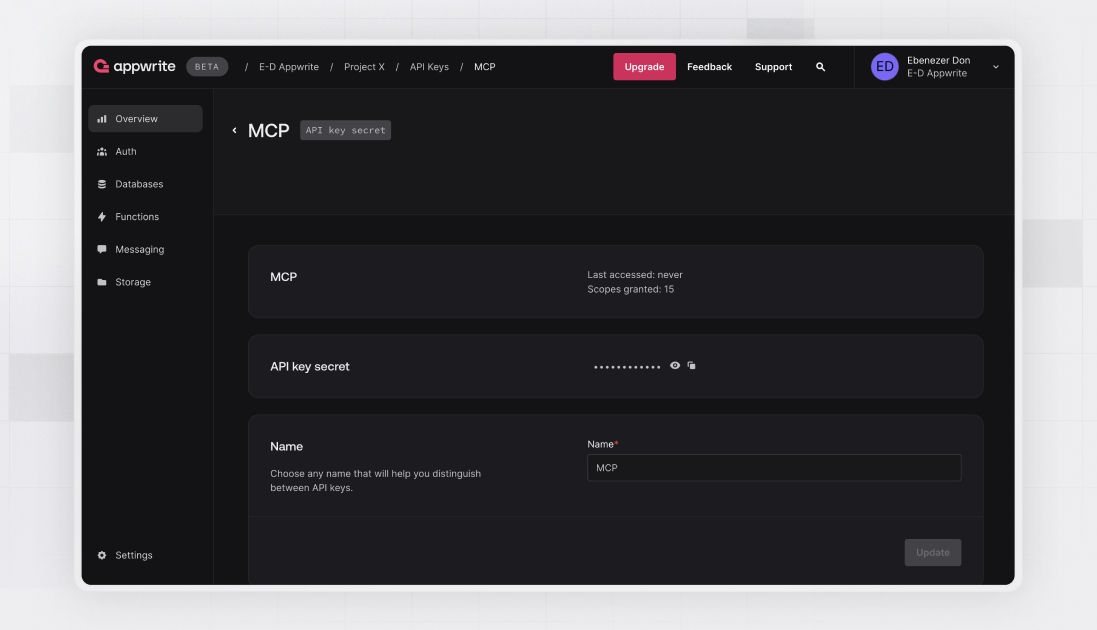 appwrite BETA / E-D Appwrite / Project X / API Keys / MCP Upgrade Feedback Support ED Ebenezer Don
E-D Appwrite
Overview
Auth
Databases
Functions
Messaging
Storage
Settings
MCP API key secret
MCP
Last accessed: never
Scopes granted: 15
API key secret ••••••••••••
Name
Choose any name that will help you distinguish
between API keys.
Name*
MCP
Update